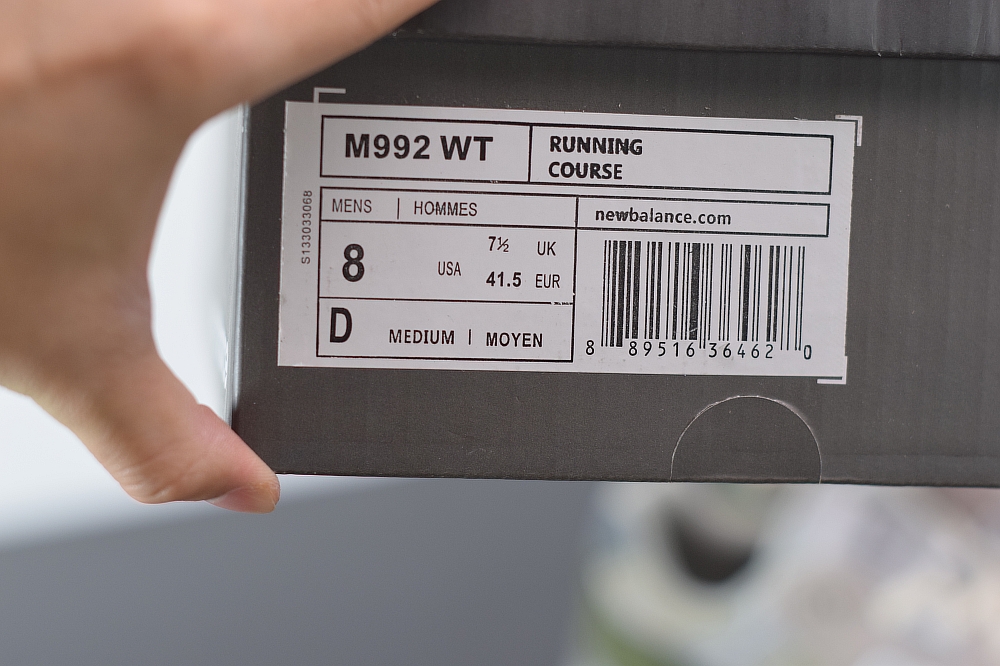 M992 WT
RUNNING
COURSE
S133033068
MENS | HOMMES
newbalance.com
8 USA 7½ UK
41.5 EUR
D MEDIUM | MOYEN
8 89516 36462 0